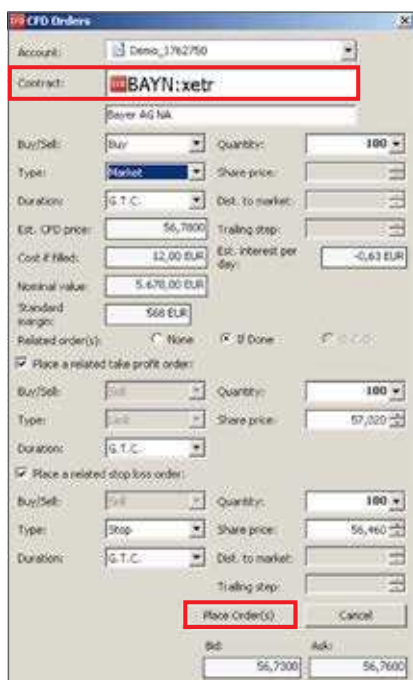 CFD Orders
Account: Demo_1762750
Contract: CFD BAYN:xetr
Bayer AG NA
Buy/Sell: Buy Quantity: 100
Type: Market Share price:
Duration: G.T.C. Dist. to market:
Est. CFD price: 56,7800 Trailing step:
Cost if filled: 12,00 EUR Est. interest per day: -0,63 EUR
Nominal value: 5.678,00 EUR
Standard margin: 568 EUR
Related order(s): None If Done O.C.O.
Place a related take profit order:
Buy/Sell: Sell Quantity: 100
Type: Limit Share price: 57,020
Duration: G.T.C.
Place a related stop loss order:
Buy/Sell: Sell Quantity: 100
Type: Stop Share price: 56,460
Duration: G.T.C. Dist. to market:
Trailing step:
Place Order(s) Cancel
Bid: Ask:
56,7300 56,7600